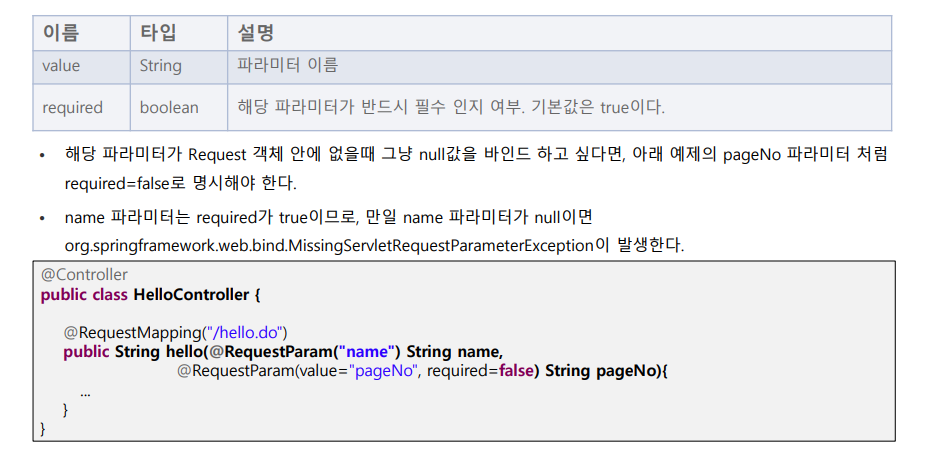 이름 타입 설명
value String 파라미터 이름
required boolean 해당 파라미터가 반드시 필수 인지 여부. 기본값은 true이다.
• 해당 파라미터가 Request 객체 안에 없을때 그냥 null값을 바인드 하고 싶다면, 아래 예제의 pageNo 파라미터 처럼
required=false로 명시해야 한다.
• name 파라미터는 required가 true이므로, 만일 name 파라미터가 null이면
org.springframework.web.bind.MissingServletRequestParameterException이 발생한다.
@Controller
public class HelloController {
@RequestMapping("/hello.do")
public String hello(@RequestParam("name") String name,
@RequestParam(value="pageNo", required=false) String pageNo){
...
}
}